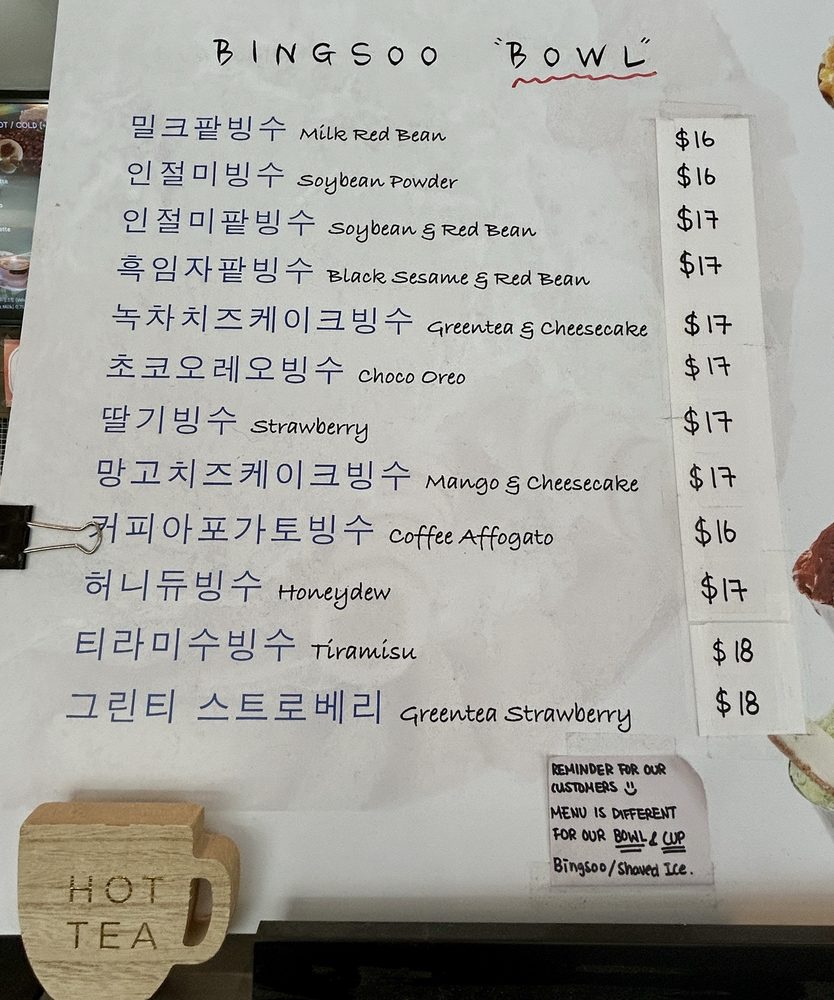 BINGSOO "BOWL"
밀크팥빙수 Milk Red Bean $16
인절미빙수 Soybean Powder $16
인절미팥빙수 Soybean & Red Bean $17
흑임자팥빙수 Black Sesame & Red Bean $17
녹차치즈케이크빙수 Greentea & Cheesecake $17
초코오레오빙수 Choco Oreo $17
딸기빙수 Strawberry $17
망고치즈케이크빙수 Mango & Cheesecake $17
커피아포가토빙수 Coffee Affogato $16
허니듀빙수 Honeydew $17
티라미수빙수 Tiramisu $18
그린티 스트로베리 Greentea Strawberry $18
REMINDER FOR OUR
CUSTOMERS
MENU IS DIFFERENT
FOR OUR BOWL & CUP
Bingsoo/Shaved Ice.
HOT
TEA